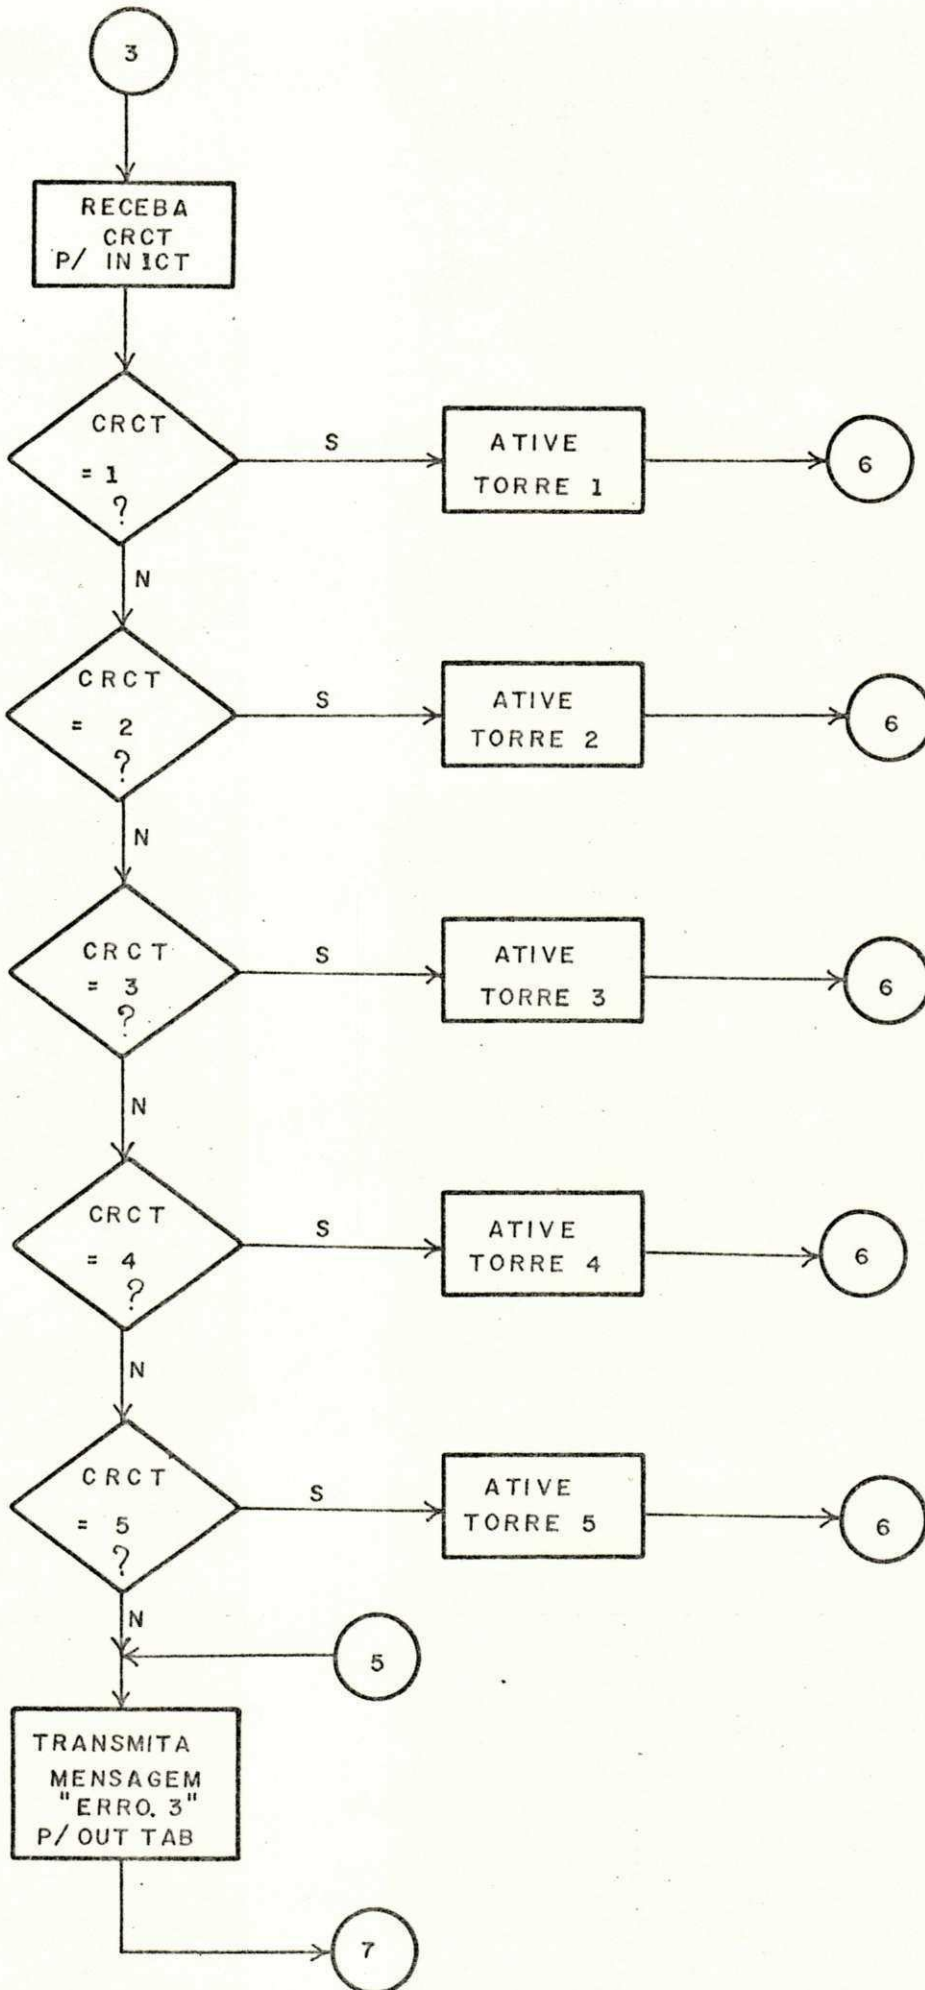 3
RECEBA
CRCT
P/ IN 1CT
CRCT
= 1
?
S
ATIVE
TORRE 1
6
N
CRCT
= 2
?
S
ATIVE
TORRE 2
6
N
CRCT
= 3
?
S
ATIVE
TORRE 3
6
N
CRCT
= 4
?
S
ATIVE
TORRE 4
6
N
CRCT
= 5
?
S
ATIVE
TORRE 5
6
N
5
TRANSMITA
MENSAGEM
"ERRO. 3"
P/ OUT TAB
7